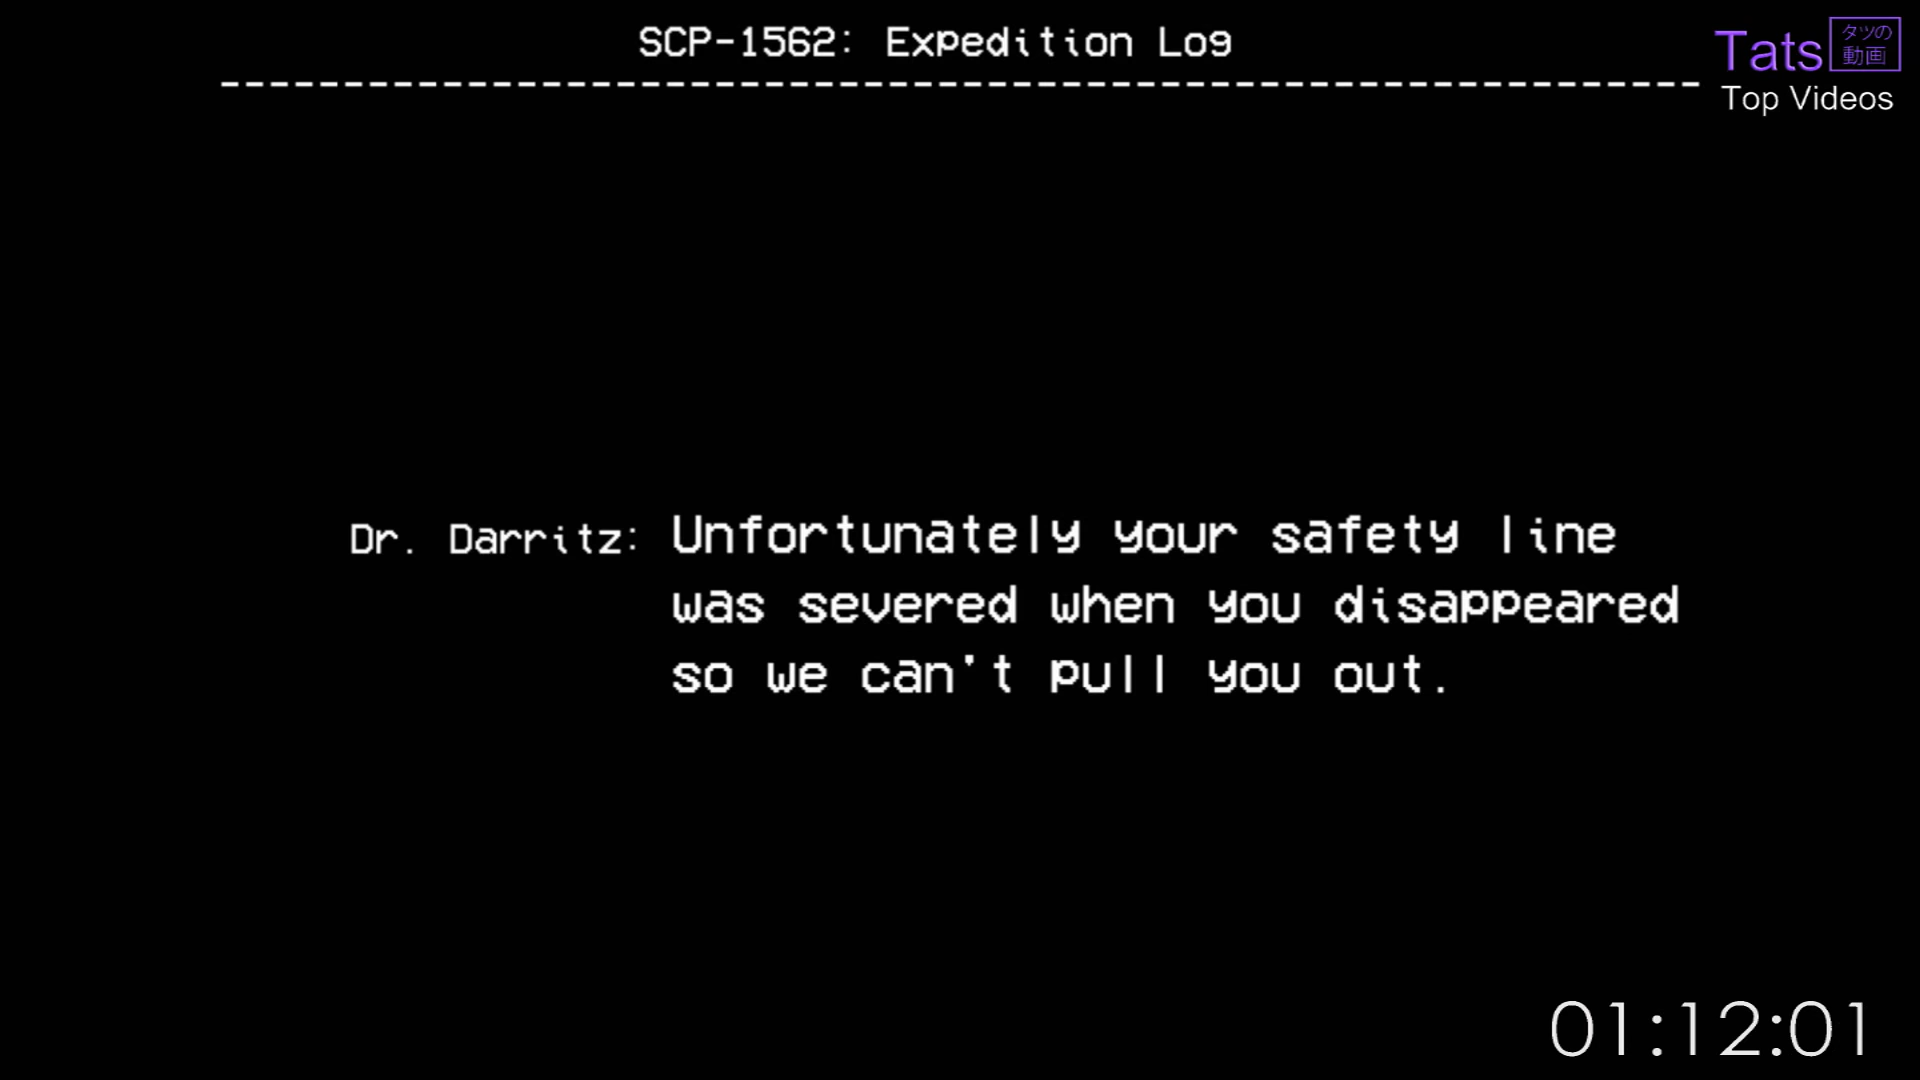 SCP-1562: Expedition Log
--------------------------------------------------------------
Tats
タツの
動画
Top Videos
Dr. Darritz: Unfortunately your safety line
was severed when you disappeared
so we can't pull you out.
01:12:01